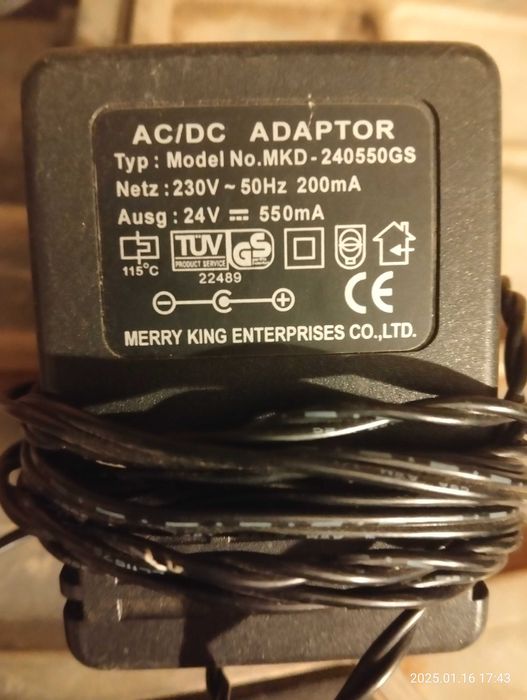 AC/DC ADAPTOR
Typ : Model No.MKD - 240550GS
Netz : 230V ~ 50Hz 200mA
Ausg : 24V ⎓ 550mA
115°C
TÜV
PRODUCT SERVICE
GS
22489
CE
MERRY KING ENTERPRISES CO.,LTD.
2025.01.16 17:43